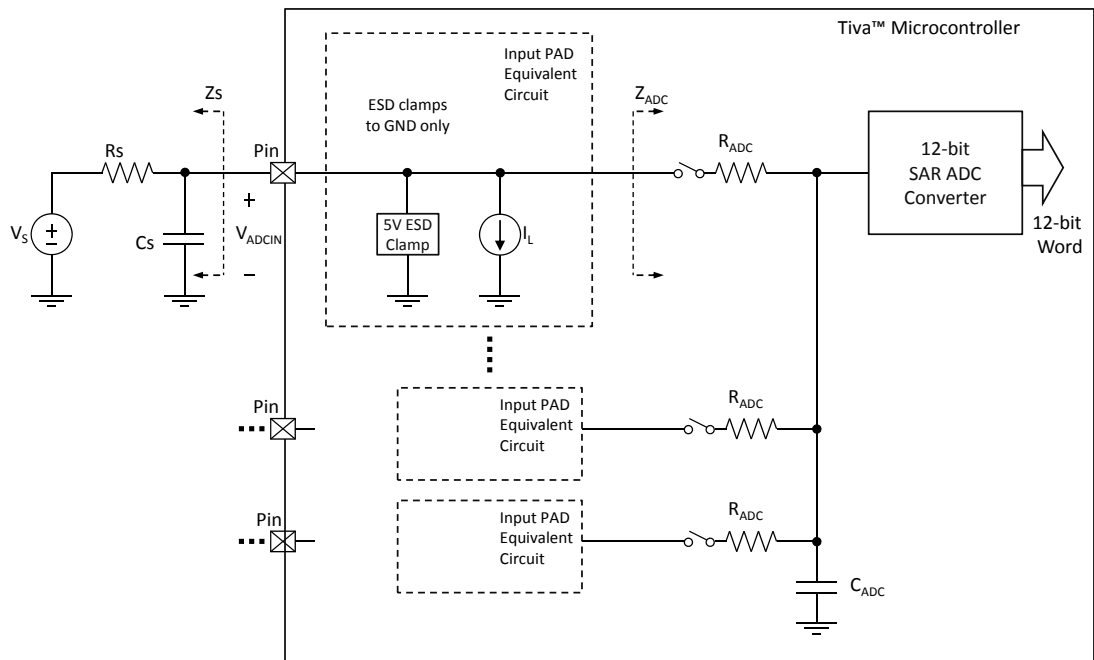 Tiva™ Microcontroller
Input PAD
Equivalent
Circuit
ESD clamps
to GND only
Zs
Z_ADC
Rs
Pin
R_ADC
12-bit
SAR ADC
Converter
V_S
+
−
Cs
+
V_ADCIN
−
5V ESD
Clamp
I_L
12-bit
Word
Pin
Input PAD
Equivalent
Circuit
R_ADC
Pin
Input PAD
Equivalent
Circuit
R_ADC
C_ADC